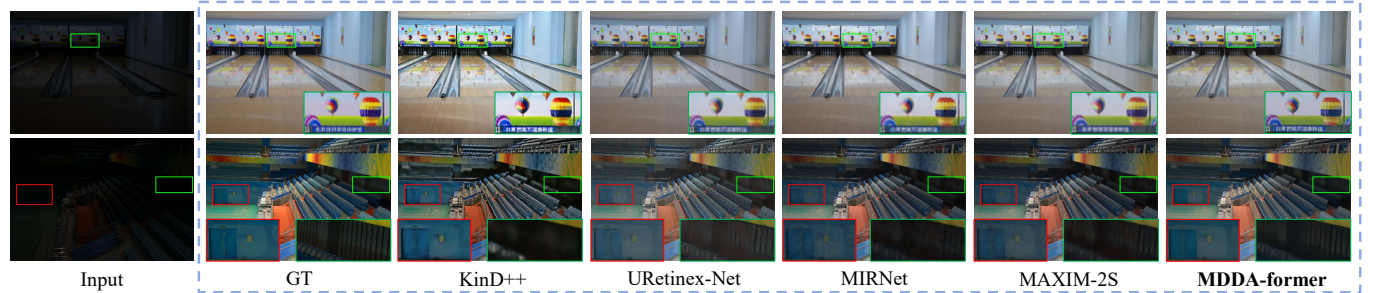 Input
GT
KinD++
URetinex-Net
MIRNet
MAXIM-2S
MDDA-former